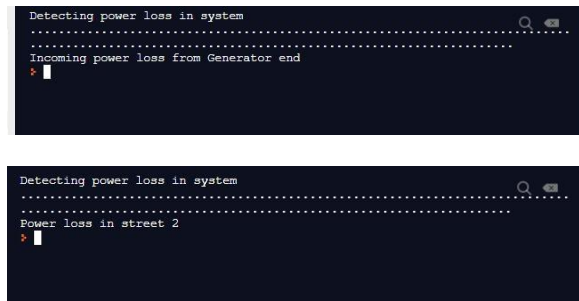 Detecting power loss in system
......................................................................................
...................................................................
Incoming power loss from Generator end
>
Detecting power loss in system
......................................................................................
....................................................................
Power loss in street 2
>